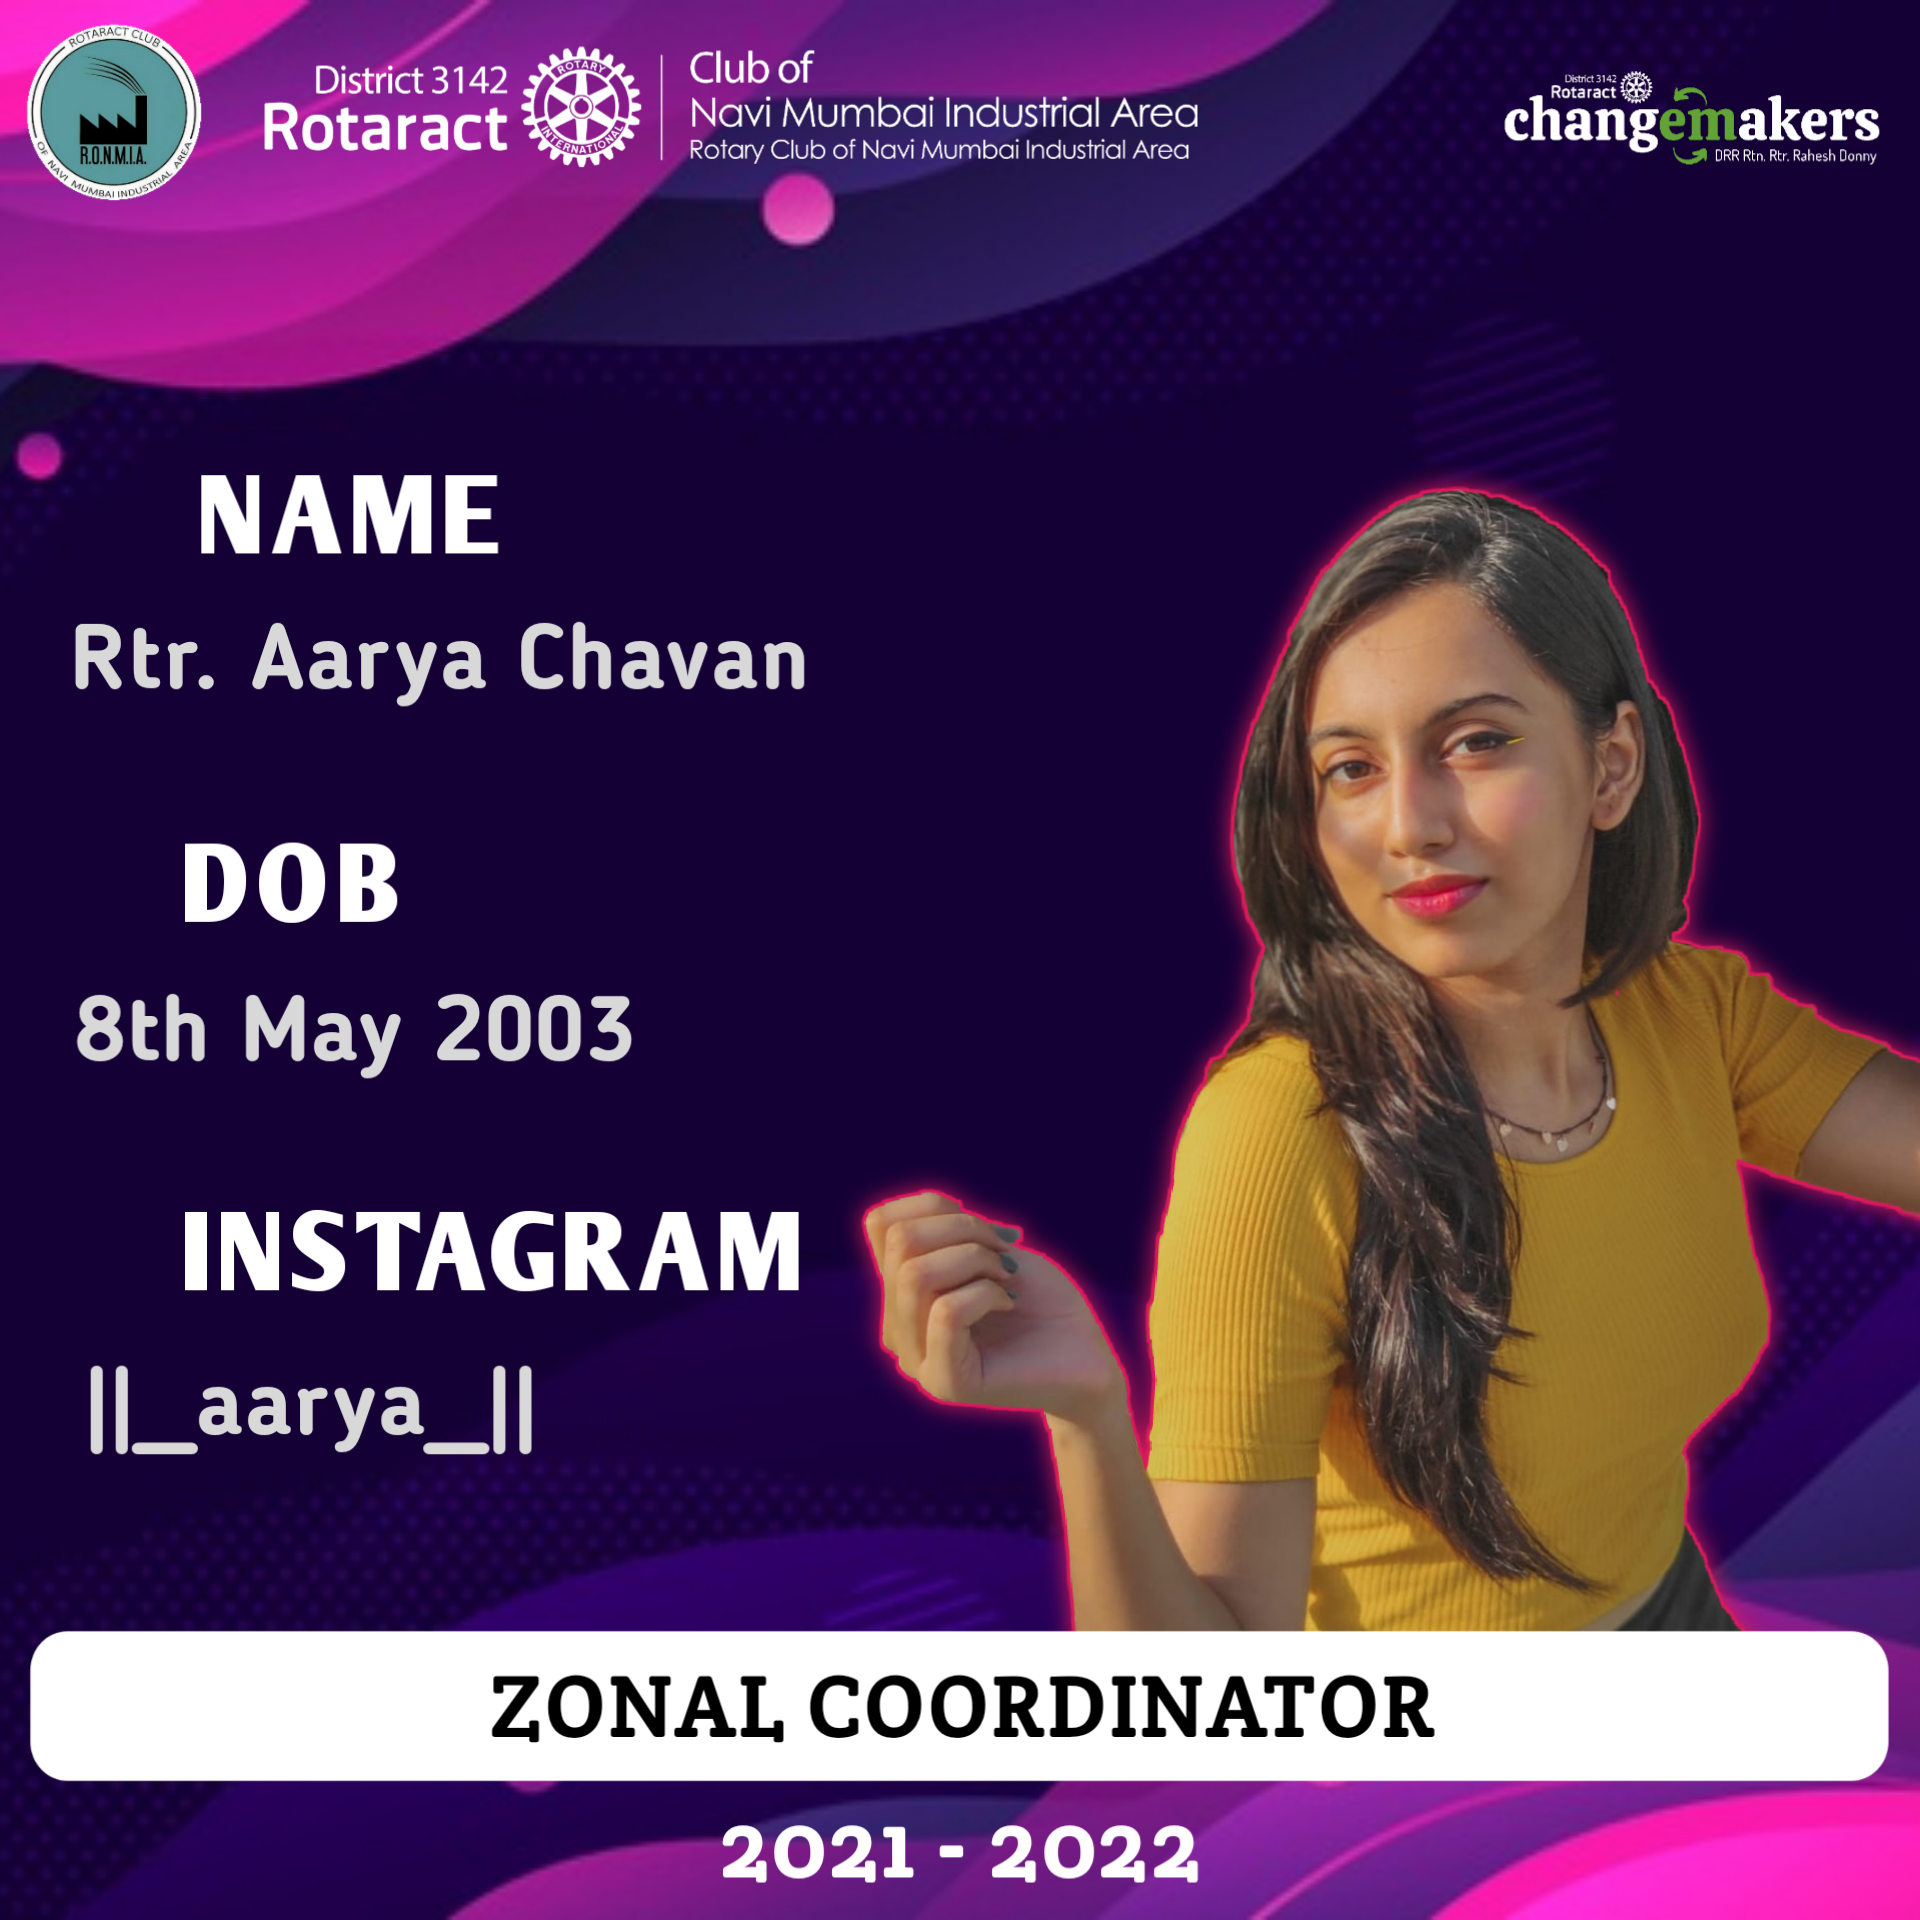 ROTARACT CLUB
R.O.N.M.I.A.
OF NAVI MUMBAI INDUSTRIAL AREA
District 3142
Rotaract
ROTARY
INTERNATIONAL
Club of
Navi Mumbai Industrial Area
Rotary Club of Navi Mumbai Industrial Area
District 3142
Rotaract
changemakers
DRR Rtn. Rtr. Rahesh Donny
NAME
Rtr. Aarya Chavan
DOB
8th May 2003
INSTAGRAM
||_aarya_||
ZONAL COORDINATOR
2021 - 2022